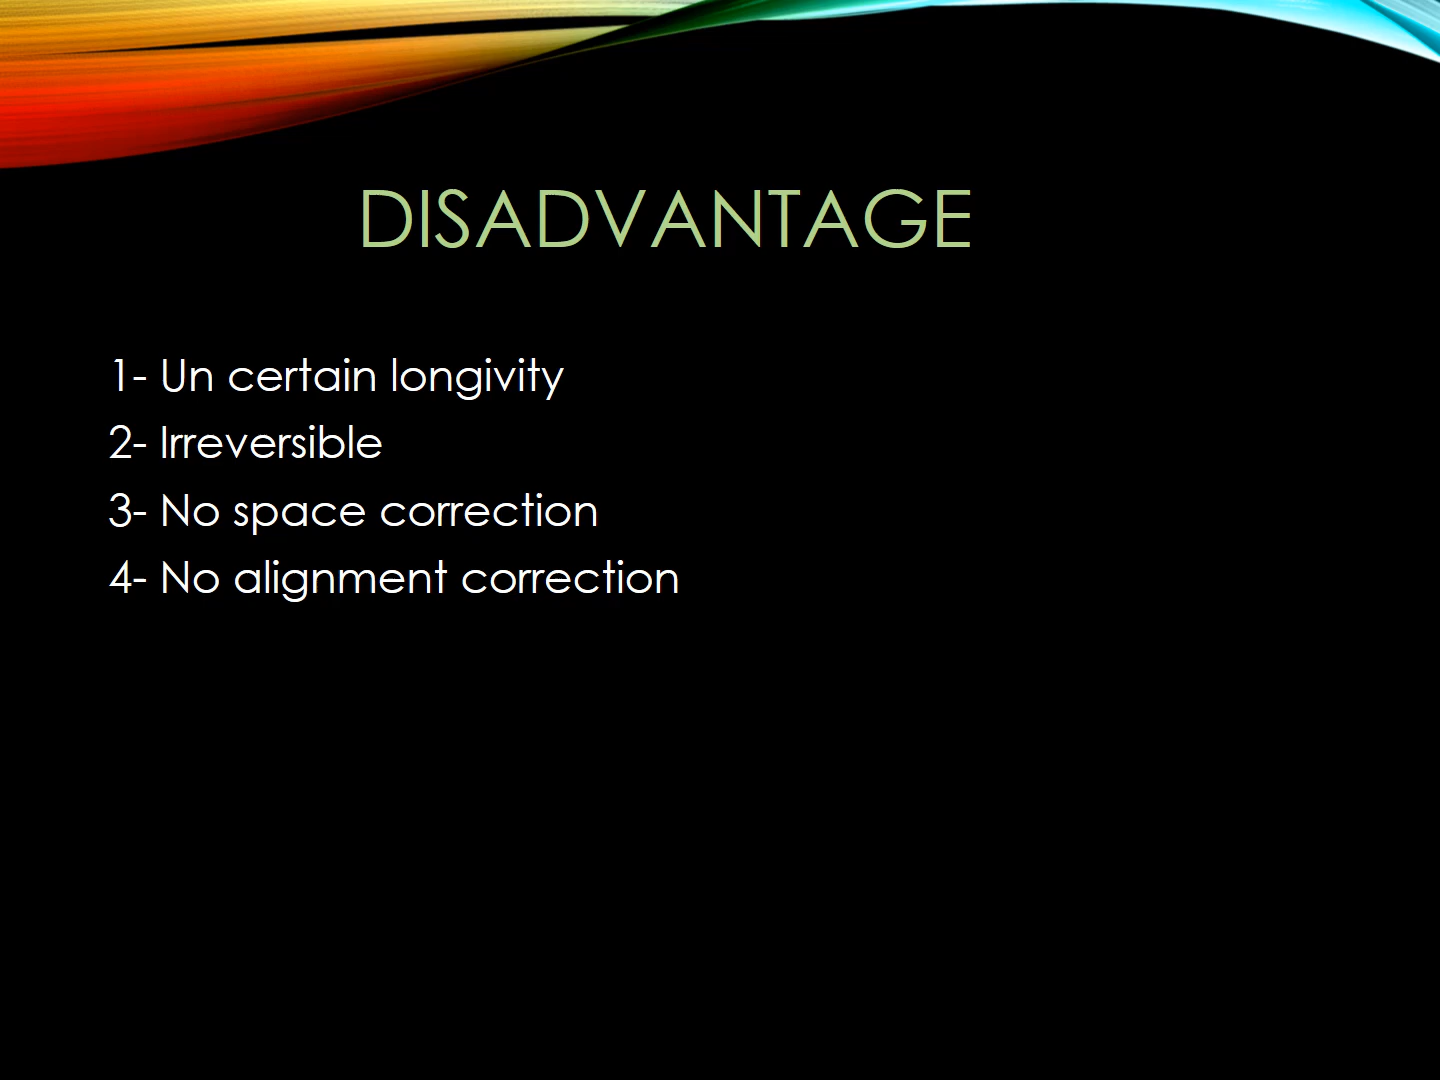 DISADVANTAGE
1- Un certain longivity
2- Irreversible
3- No space correction
4- No alignment correction